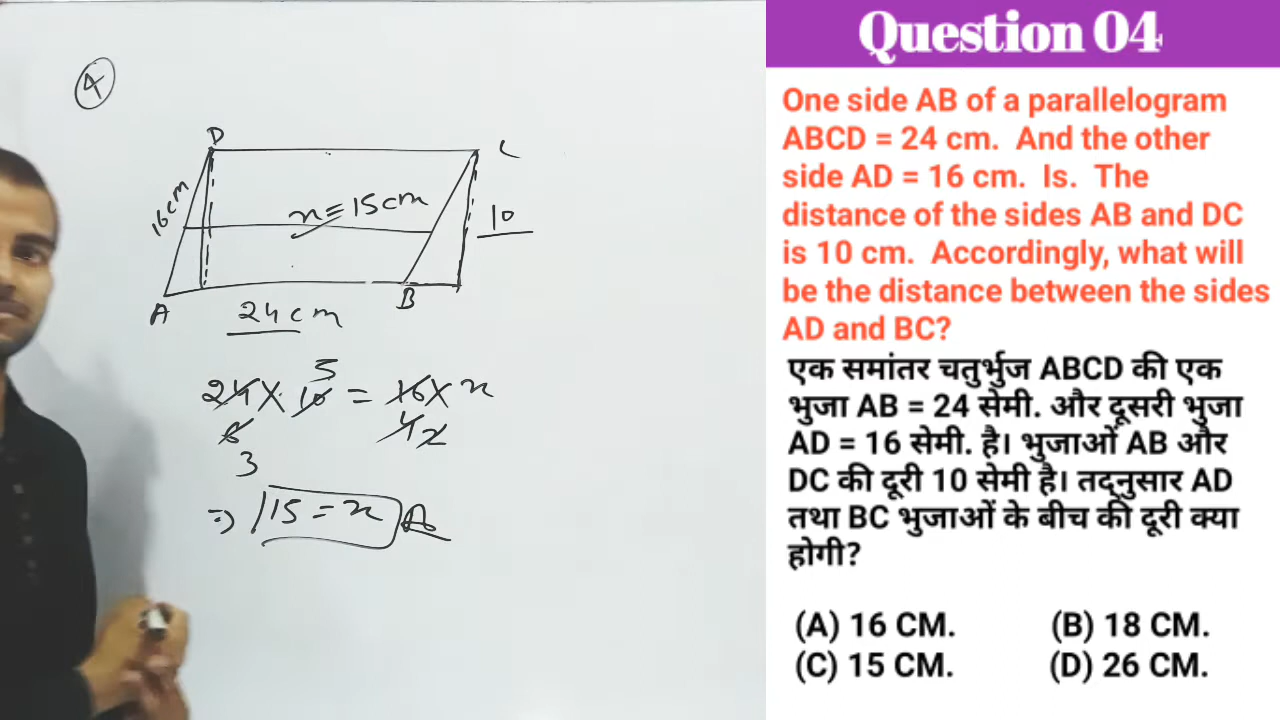 4
D
C
16cm
x = 15cm
10
A
24cm
B
5
24 × 10 = 16 × x
8 4 2
3
⇒ 15 = x A
Question 04
One side AB of a parallelogram
ABCD = 24 cm. And the other
side AD = 16 cm. Is. The
distance of the sides AB and DC
is 10 cm. Accordingly, what will
be the distance between the sides
AD and BC?
एक समांतर चतुर्भुज ABCD की एक
भुजा AB = 24 सेमी. और दूसरी भुजा
AD = 16 सेमी. है। भुजाओं AB और
DC की दूरी 10 सेमी है। तद्नुसार AD
तथा BC भुजाओं के बीच की दूरी क्या
होगी?
(A) 16 CM. (B) 18 CM.
(C) 15 CM. (D) 26 CM.